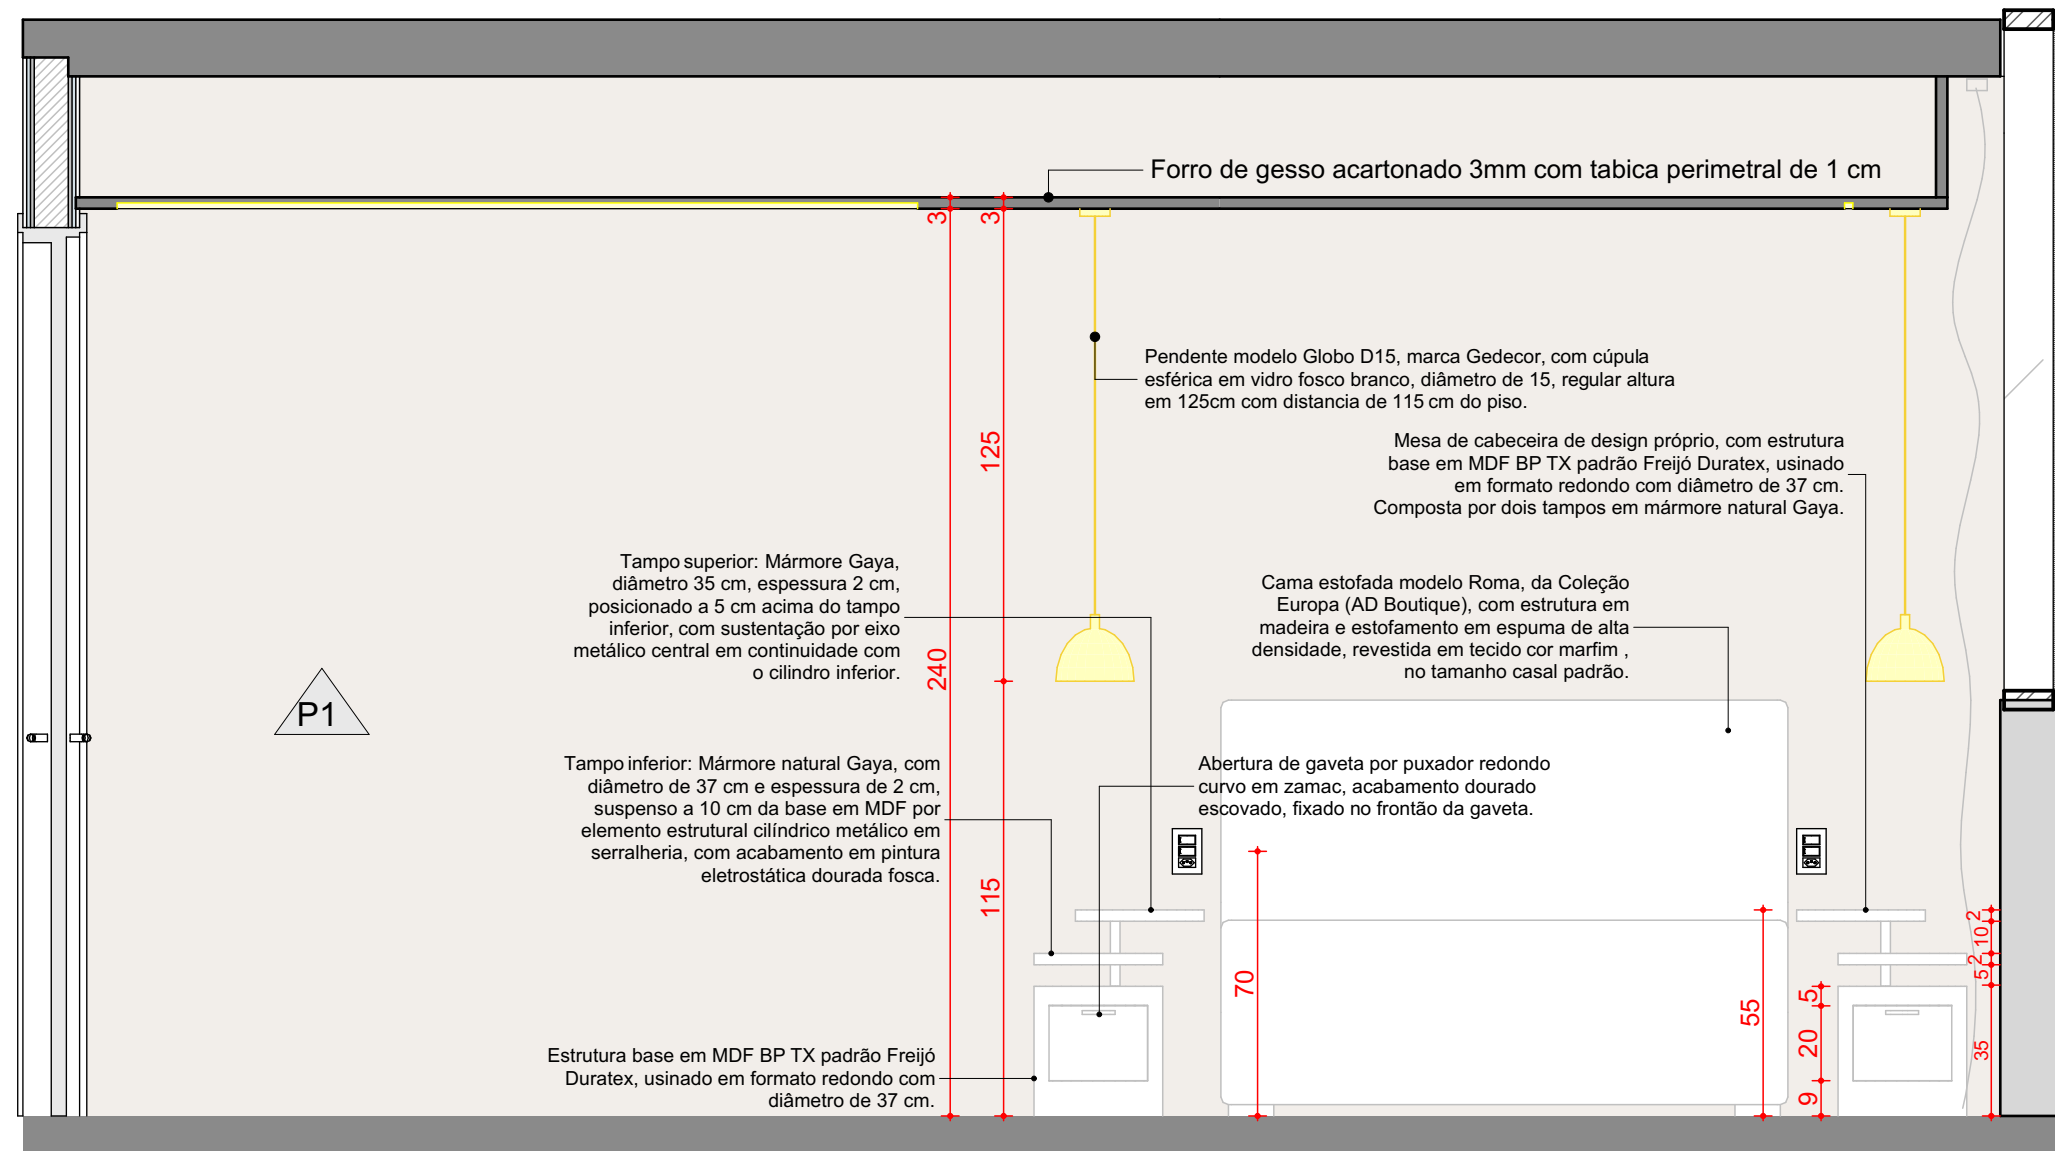 Forro de gesso acartonado 3mm com tabica perimetral de 1 cm
3
3
Pendente modelo Globo D15, marca Gedecor, com cúpula
esférica em vidro fosco branco, diâmetro de 15, regular altura
em 125cm com distancia de 115 cm do piso.
125
Mesa de cabeceira de design próprio, com estrutura
base em MDF BP TX padrão Freijó Duratex, usinado
em formato redondo com diâmetro de 37 cm.
Composta por dois tampos em mármore natural Gaya.
Tampo superior: Mármore Gaya,
diâmetro 35 cm, espessura 2 cm,
posicionado a 5 cm acima do tampo
inferior, com sustentação por eixo
metálico central em continuidade com
o cilindro inferior.
Cama estofada modelo Roma, da Coleção
Europa (AD Boutique), com estrutura em
madeira e estofamento em espuma de alta
densidade, revestida em tecido cor marfim ,
no tamanho casal padrão.
240
P1
Tampo inferior: Mármore natural Gaya, com
diâmetro de 37 cm e espessura de 2 cm,
suspenso a 10 cm da base em MDF por
elemento estrutural cilíndrico metálico em
serralheria, com acabamento em pintura
eletrostática dourada fosca.
Abertura de gaveta por puxador redondo
curvo em zamac, acabamento dourado
escovado, fixado no frontão da gaveta.
115
70
55
2
10
2
5
35
5
20
9
Estrutura base em MDF BP TX padrão Freijó
Duratex, usinado em formato redondo com
diâmetro de 37 cm.